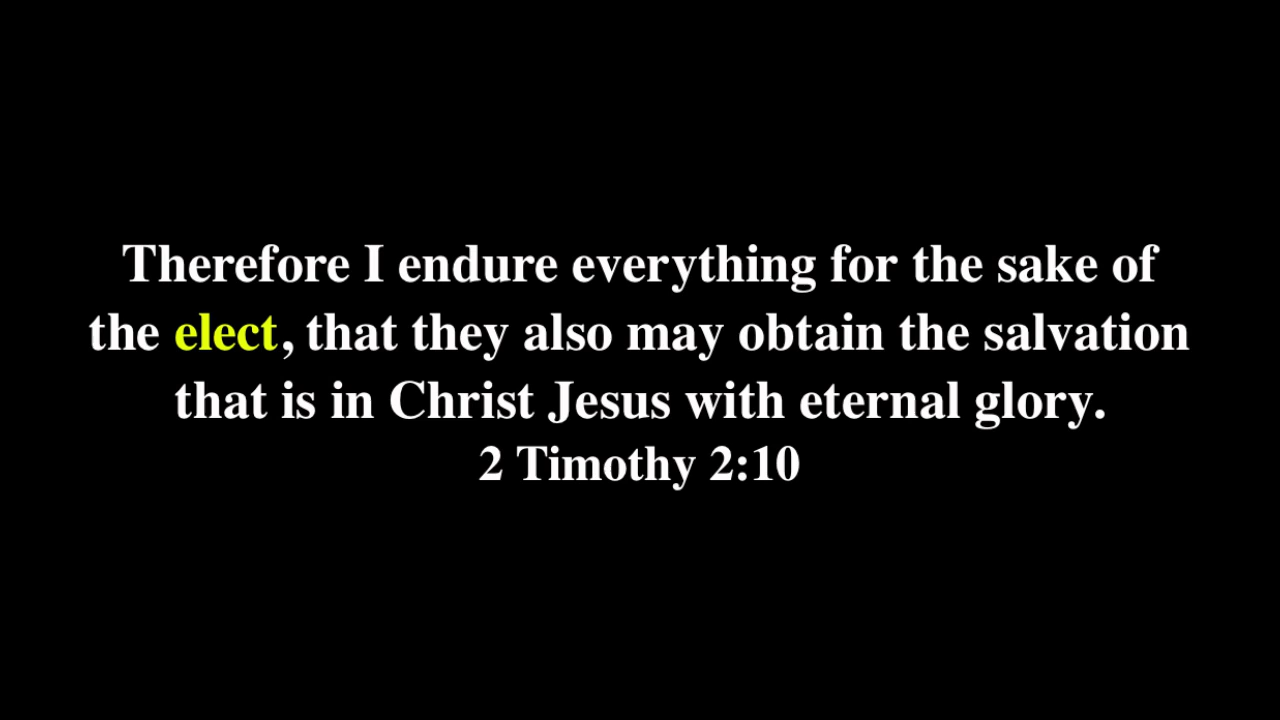 Therefore I endure everything for the sake of
the elect, that they also may obtain the salvation
that is in Christ Jesus with eternal glory.
2 Timothy 2:10